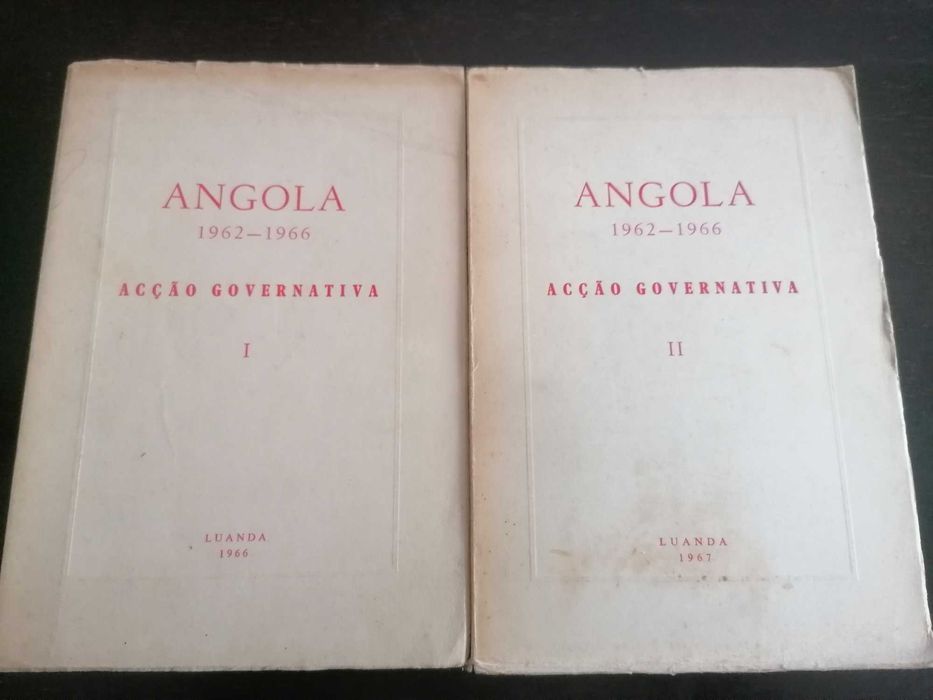 ANGOLA
1962—1966
ACÇÃO GOVERNATIVA
I
LUANDA
1966
ANGOLA
1962—1966
ACÇÃO GOVERNATIVA
II
LUANDA
1967